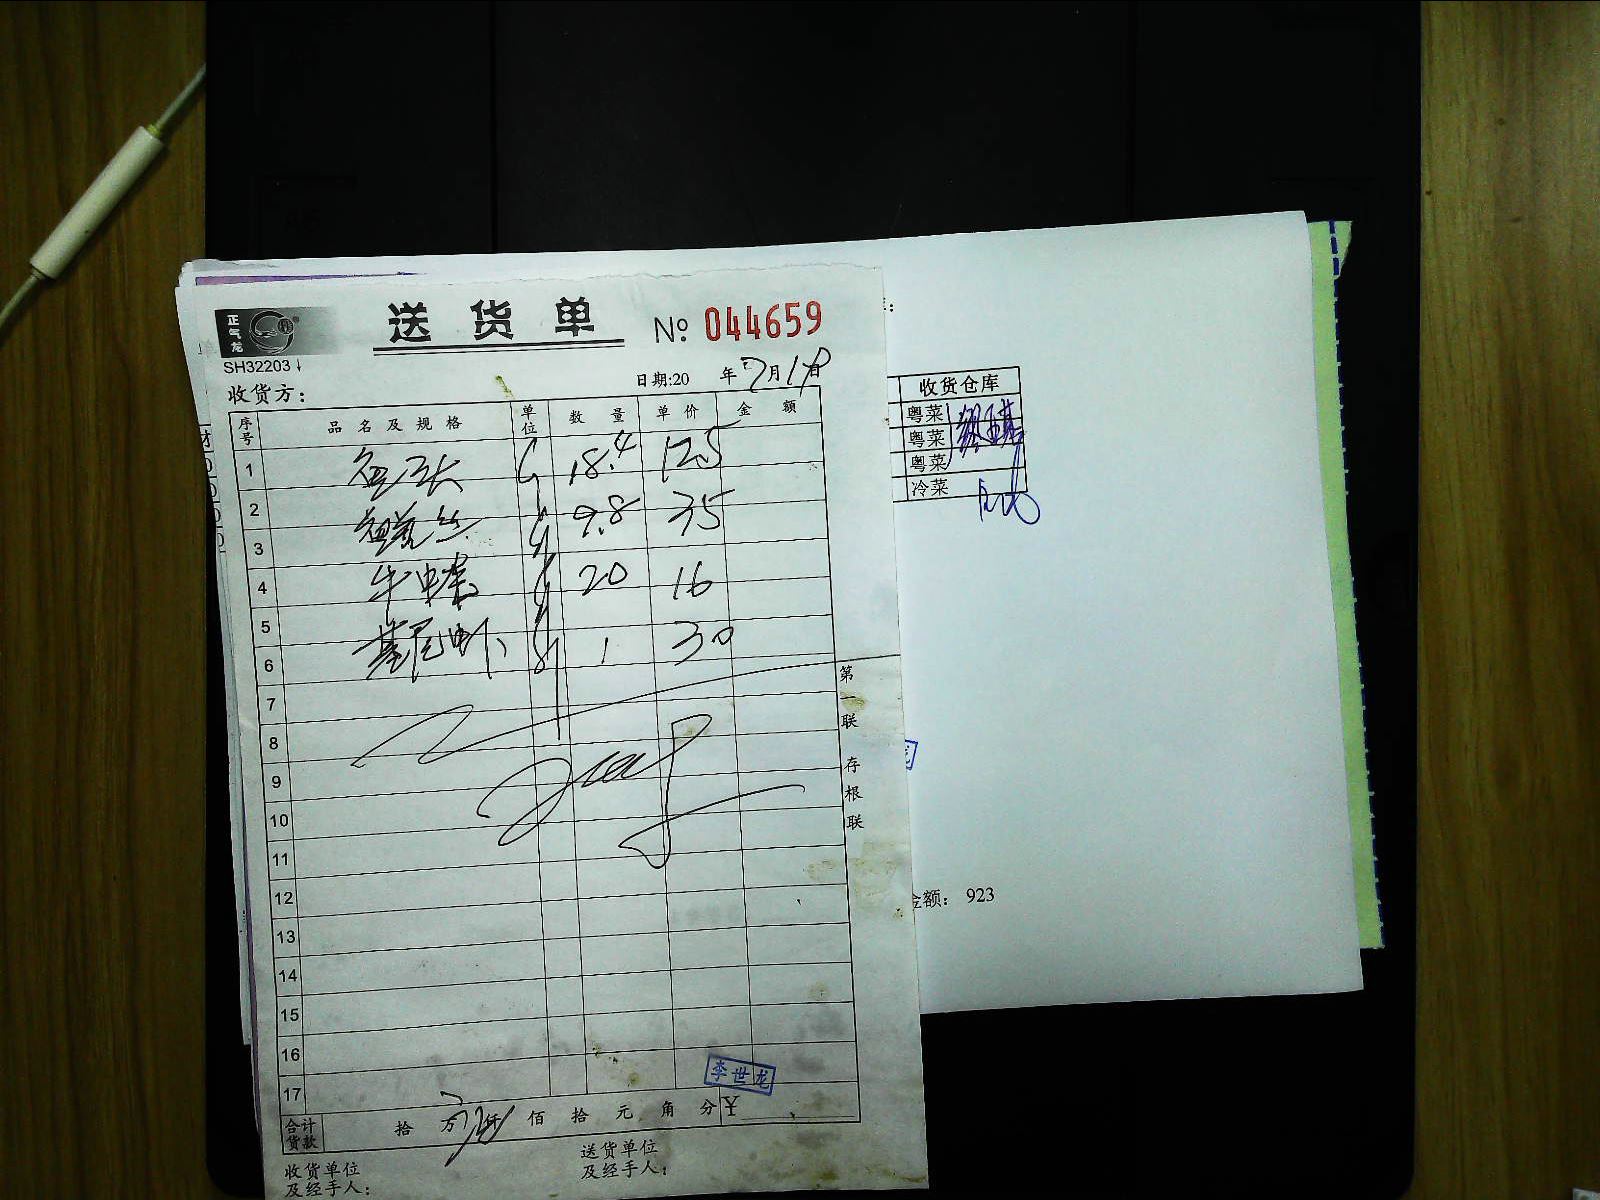 正气龙
送货单 № 044659
SH32203
收货方：
日期:20 年 7月19日
序号 品名及规格 单位 数量 单价 金额
1 鱼头 18.4 12.5
2
鳝丝 9.8 35
3
4 牛中 20 16
5
基尾虾 1 30
6
7
8
9
10
11
12
13
14
15
16
17
李世龙
合计货款 拾 万 仟 佰 拾 元 角 分 ¥
收货单位及经手人：
送货单位及经手人：
第一联 存根联
收货仓库
粤菜
粤菜
粤菜
冷菜
金额： 923